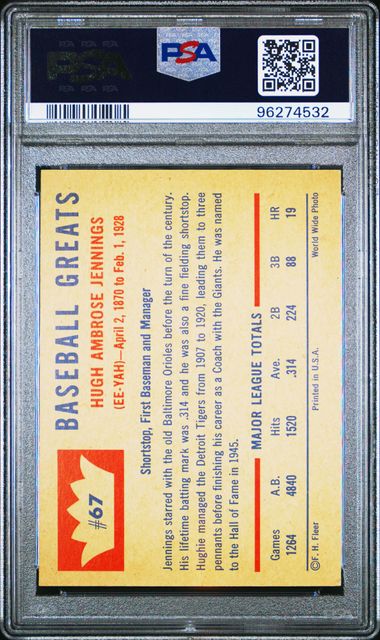 PSA
96274532
#67
BASEBALL GREATS
HUGH AMBROSE JENNINGS
(EE-YAH)—April 2, 1870 to Feb. 1, 1928
Shortstop, First Baseman and Manager
Jennings starred with the old Baltimore Orioles before the turn of the century.
His lifetime batting mark was .314 and he was also a fine fielding shortstop.
Hughie managed the Detroit Tigers from 1907 to 1920, leading them to three
pennants before finishing his career as a Coach with the Giants. He was named
to the Hall of Fame in 1945.
MAJOR LEAGUE TOTALS
Games A.B. Hits Ave. 2B 3B HR
1264 4840 1520 .314 224 88 19
©F. H. Fleer Printed in U.S.A. World Wide Photo